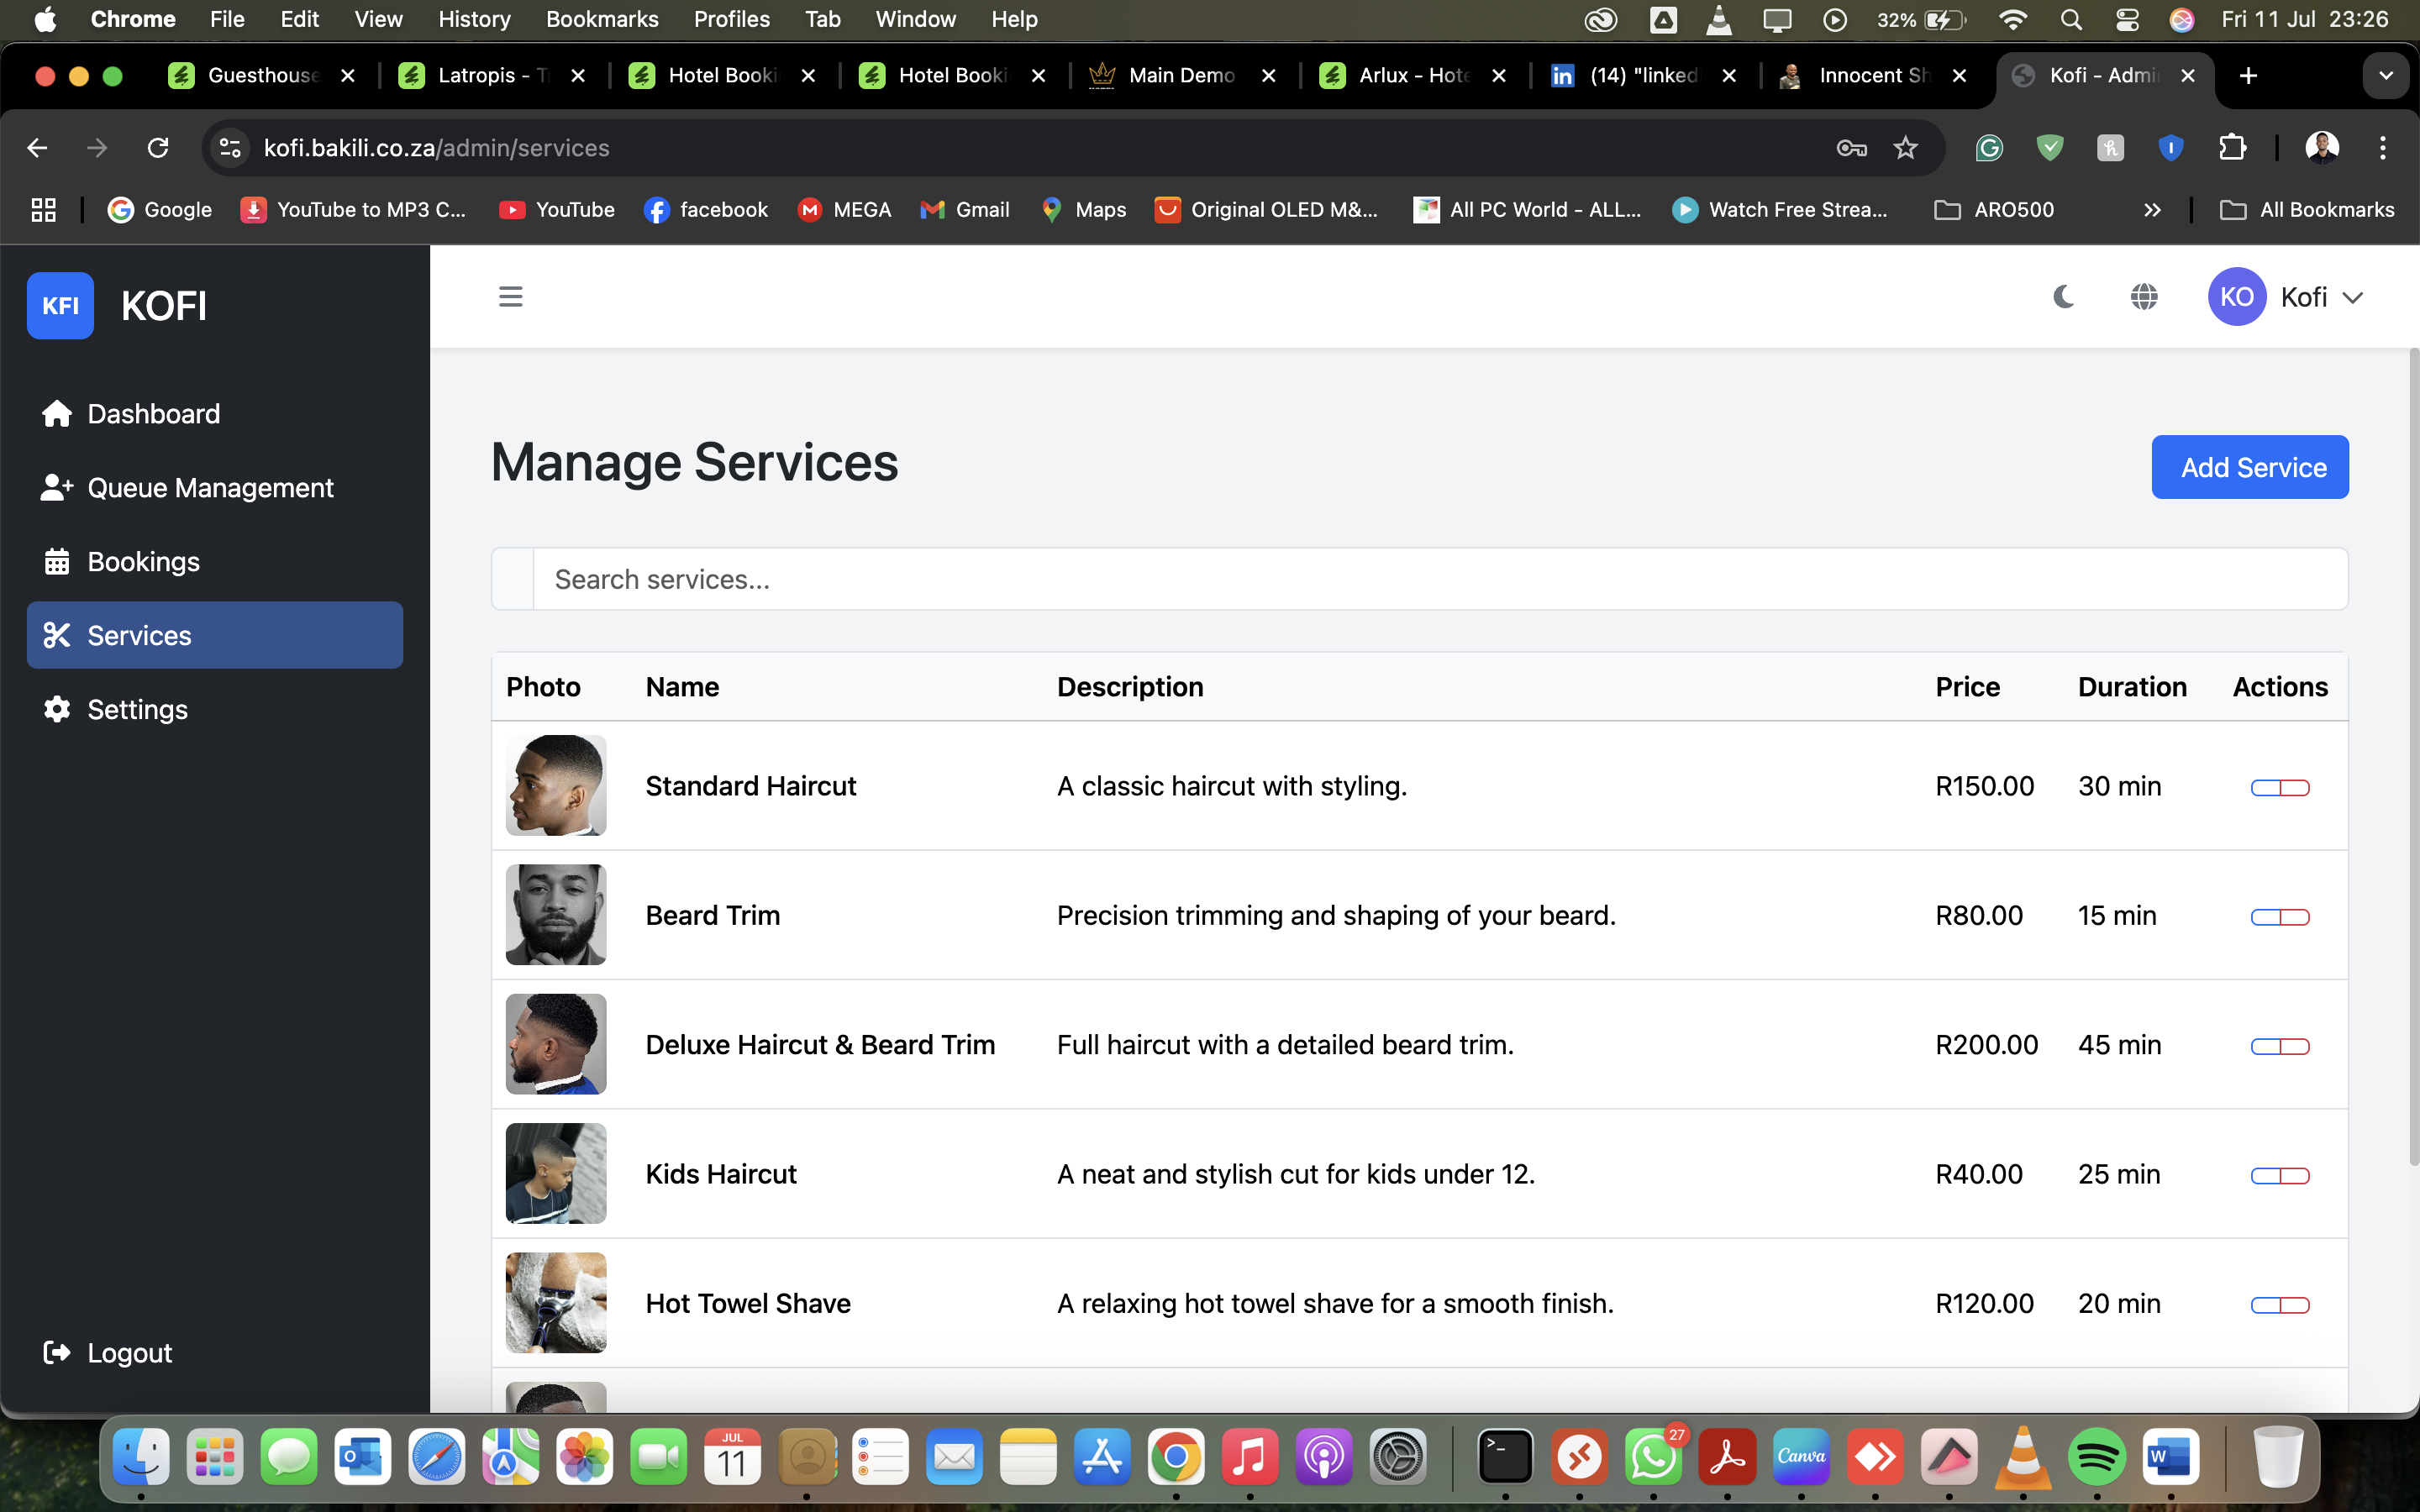 Chrome File Edit View History Bookmarks Profiles Tab Window Help 32% Fri 11 Jul 23:26
Guesthouse Latropis - Hotel Booki Hotel Booki Main Demo Arlux - Hote (14) "linked Innocent Sh Kofi - Admi
kofi.bakili.co.za/admin/services
Google YouTube to MP3 C... YouTube facebook MEGA Gmail Maps Original OLED M&... All PC World - ALL... Watch Free Strea... ARO500 All Bookmarks
KFI KOFI
KO Kofi
Dashboard
Queue Management
Bookings
Services
Settings
Logout
Manage Services
Add Service
Search services...
Photo Name Description Price Duration Actions
Standard Haircut A classic haircut with styling. R150.00 30 min
Beard Trim Precision trimming and shaping of your beard. R80.00 15 min
Deluxe Haircut & Beard Trim Full haircut with a detailed beard trim. R200.00 45 min
Kids Haircut A neat and stylish cut for kids under 12. R40.00 25 min
Hot Towel Shave A relaxing hot towel shave for a smooth finish. R120.00 20 min
JUL
11
27
Canva